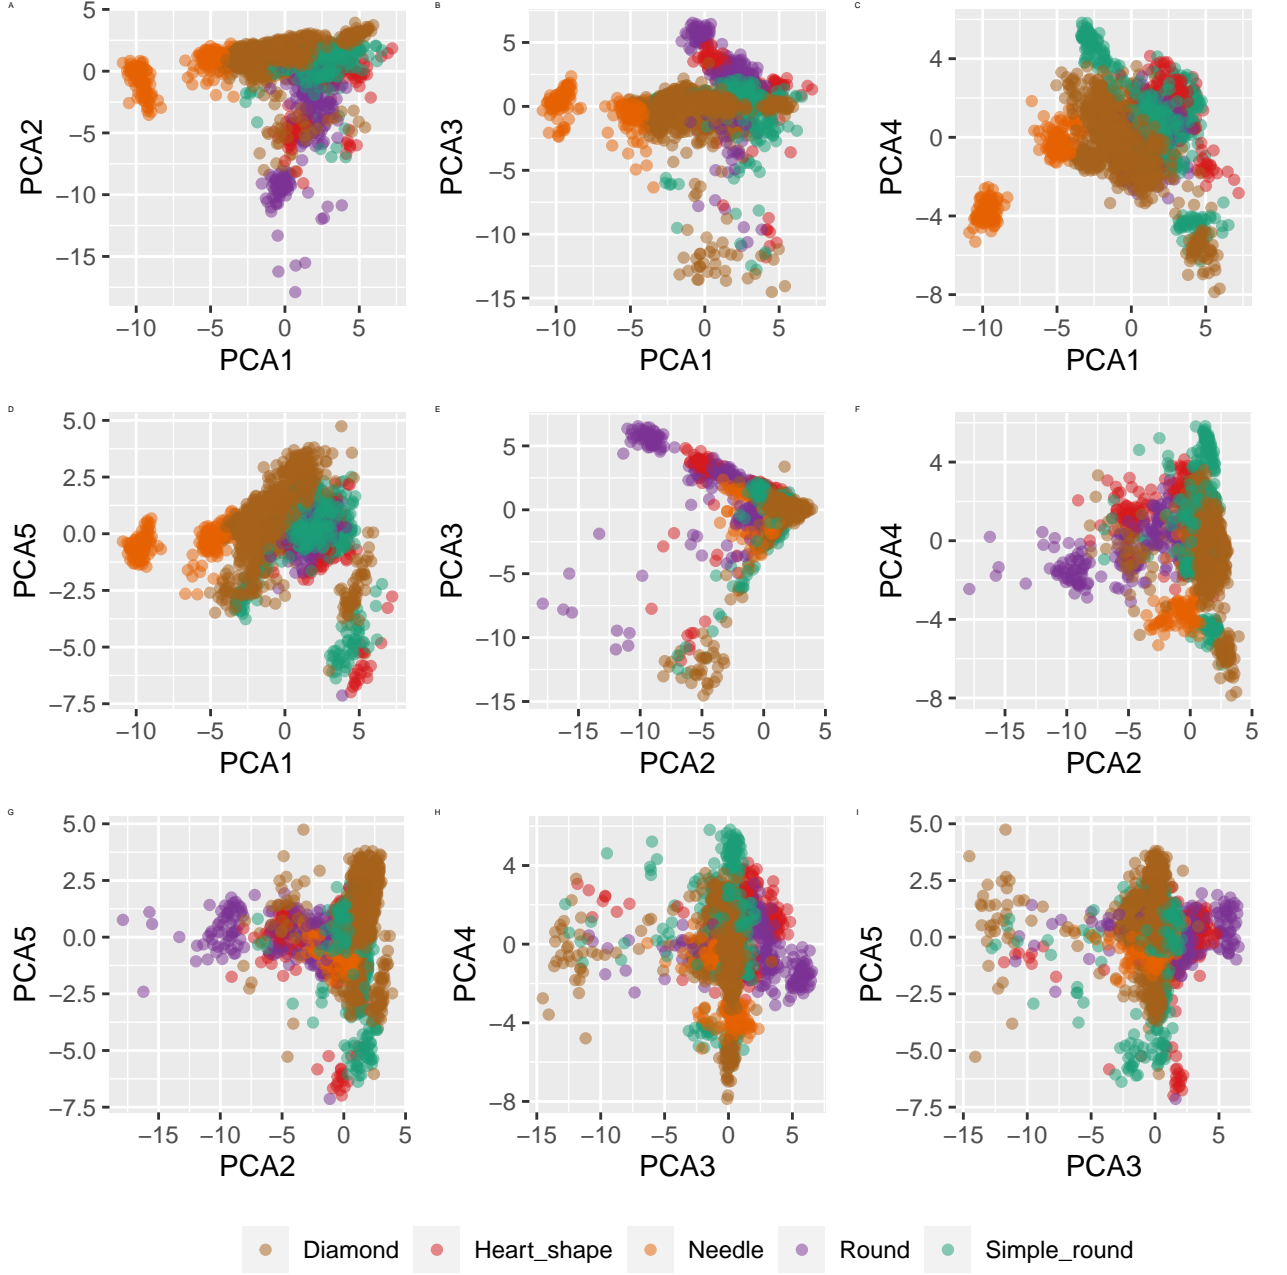 A B C
5
0
−5
−10
−15
PCA2
−10 −5 0 5
PCA1
5
0
−5
−10
−15
PCA3
−10 −5 0 5
PCA1
4
0
−4
−8
PCA4
−10 −5 0 5
PCA1
D E F
5.0
2.5
0.0
−2.5
−5.0
−7.5
PCA5
−10 −5 0 5
PCA1
5
0
−5
−10
−15
PCA3
−15 −10 −5 0 5
PCA2
4
0
−4
−8
PCA4
−15 −10 −5 0 5
PCA2
G H I
5.0
2.5
0.0
−2.5
−5.0
−7.5
PCA5
−15 −10 −5 0 5
PCA2
4
0
−4
−8
PCA4
−15 −10 −5 0 5
PCA3
5.0
2.5
0.0
−2.5
−5.0
−7.5
PCA5
−15 −10 −5 0 5
PCA3
Diamond Heart_shape Needle Round Simple_round